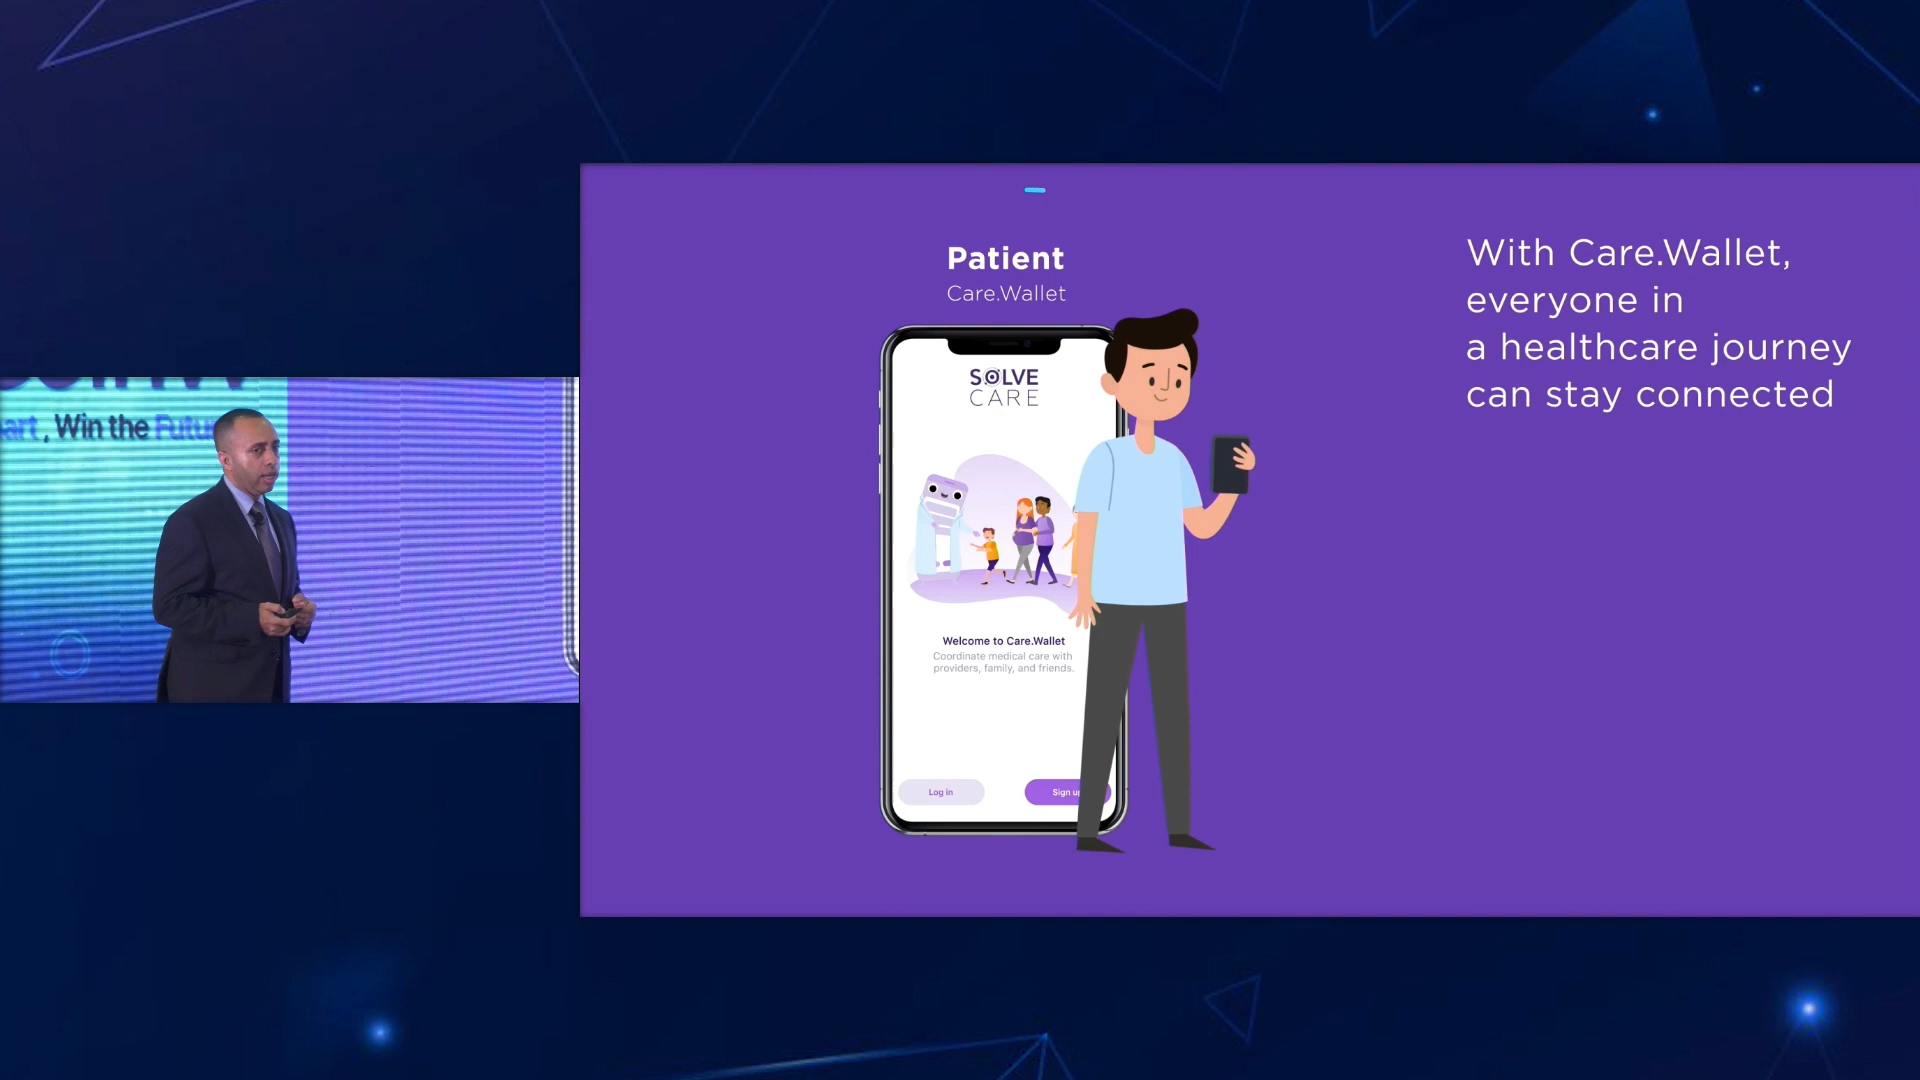 Win the
Patient
Care.Wallet
SOLVE
CARE
Welcome to Care.Wallet
Coordinate medical care with
providers, family, and friends.
Log in
Sign
With Care.Wallet,
everyone in
a healthcare journey
can stay connected